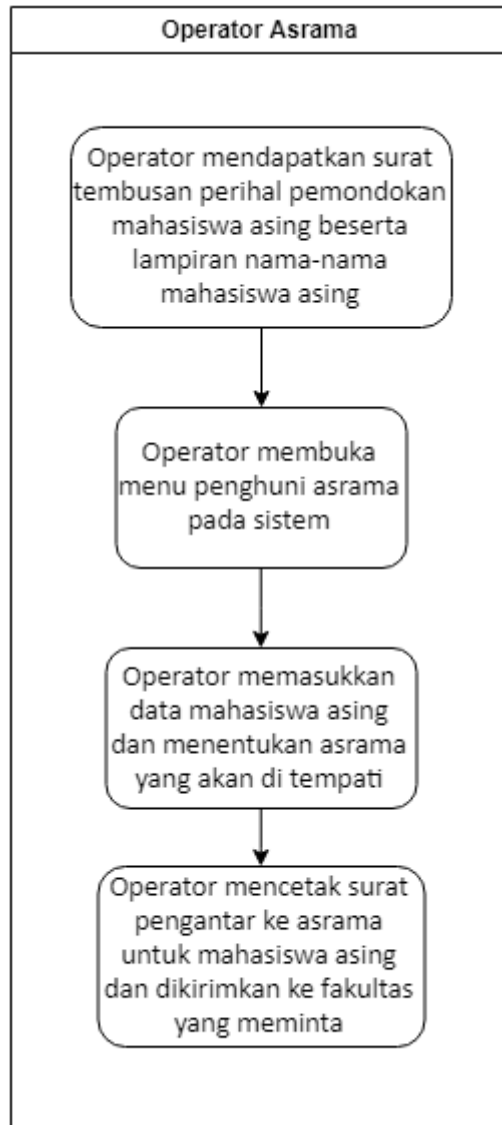 Operator Asrama
Operator mendapatkan surat
tembusan perihal pemondokan
mahasiswa asing beserta
lampiran nama-nama
mahasiswa asing
Operator membuka
menu penghuni asrama
pada sistem
Operator memasukkan
data mahasiswa asing
dan menentukan asrama
yang akan di tempati
Operator mencetak surat
pengantar ke asrama
untuk mahasiswa asing
dan dikirimkan ke fakultas
yang meminta